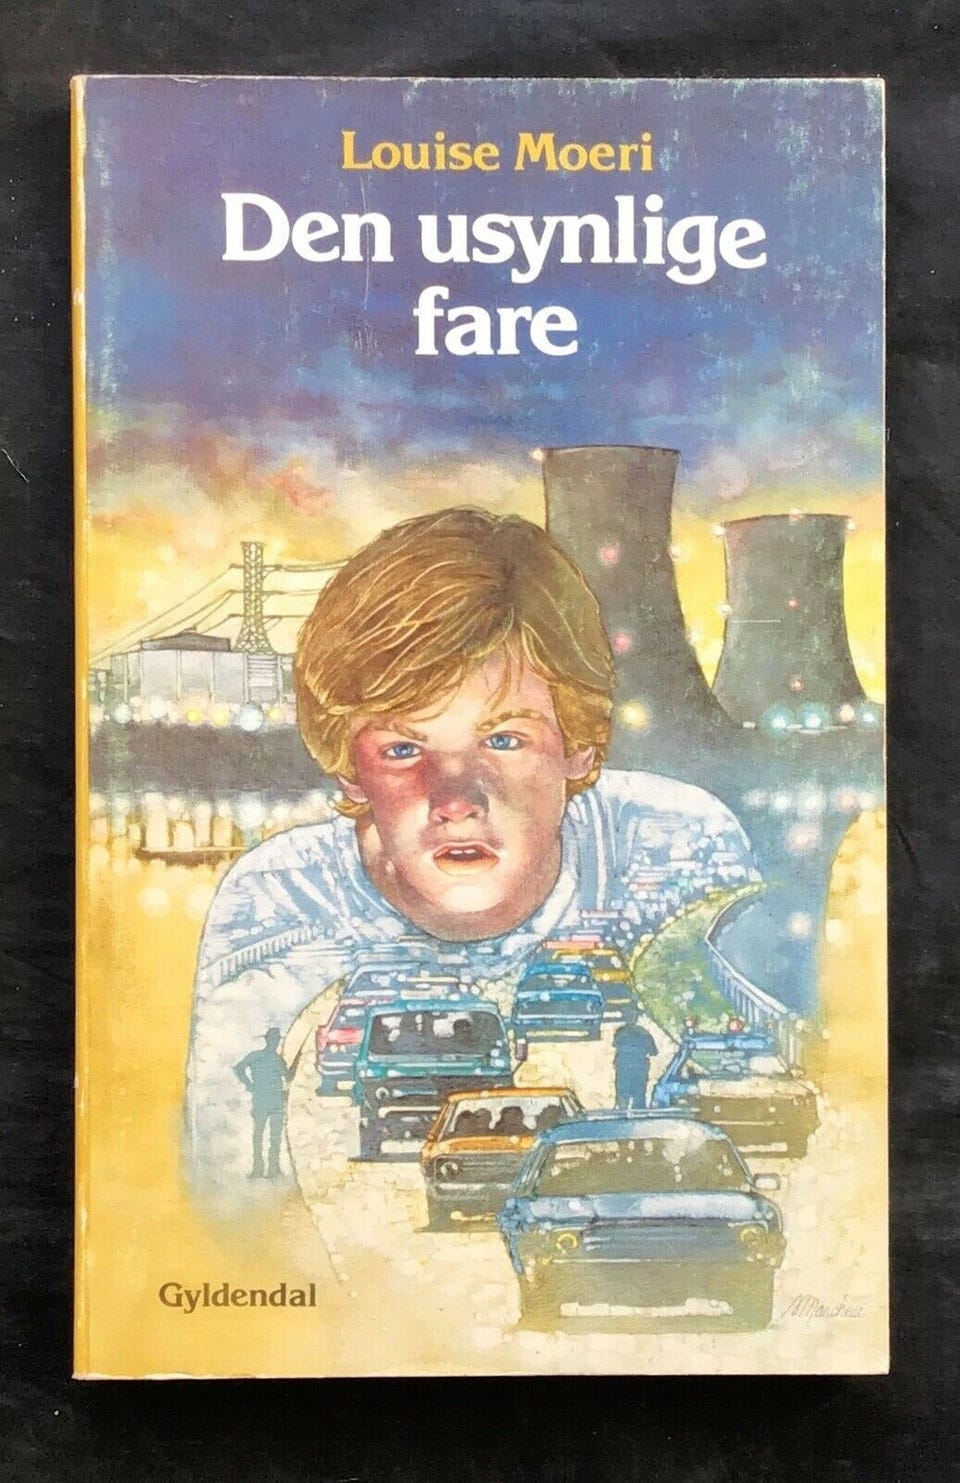 Louise Moeri
Den usynlige
fare
Gyldendal